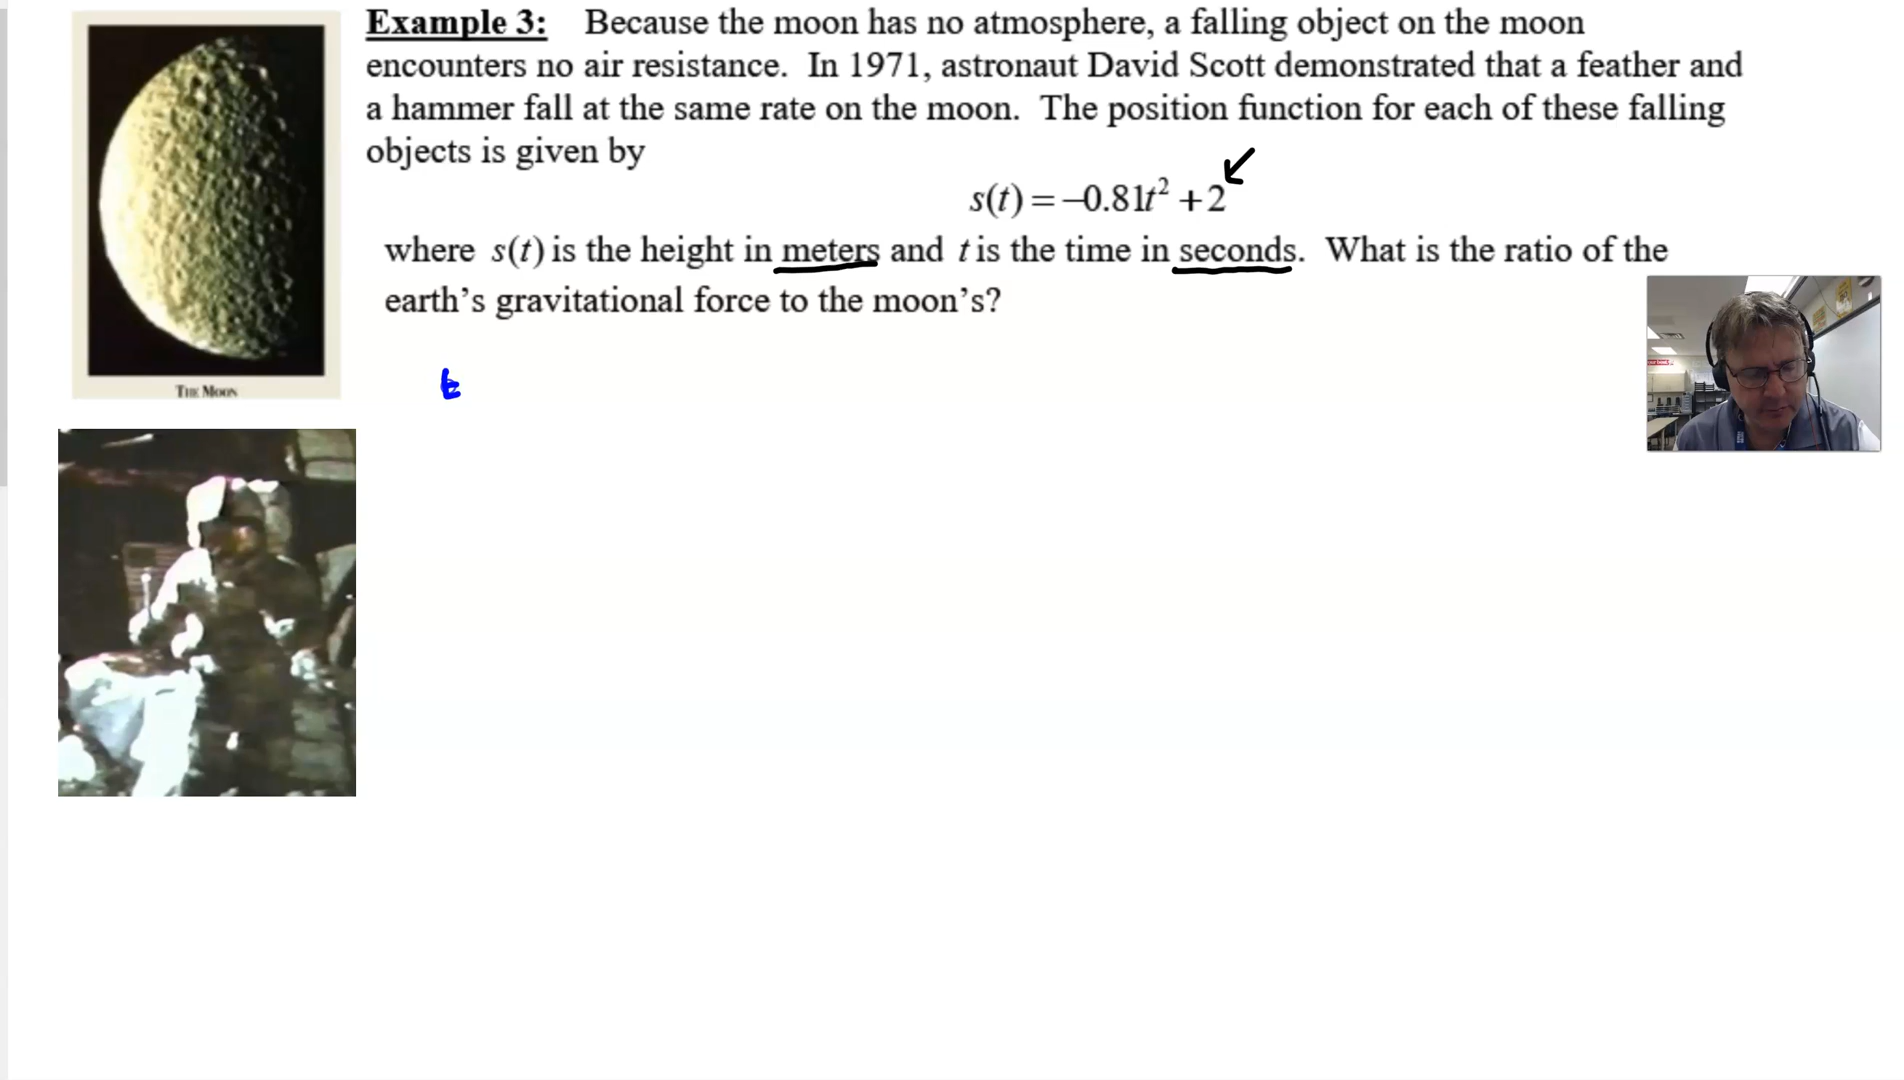 Example 3: Because the moon has no atmosphere, a falling object on the moon
encounters no air resistance. In 1971, astronaut David Scott demonstrated that a feather and
a hammer fall at the same rate on the moon. The position function for each of these falling
objects is given by
s(t) = –0.81t² + 2
where s(t) is the height in meters and t is the time in seconds. What is the ratio of the
earth’s gravitational force to the moon’s?
THE MOON